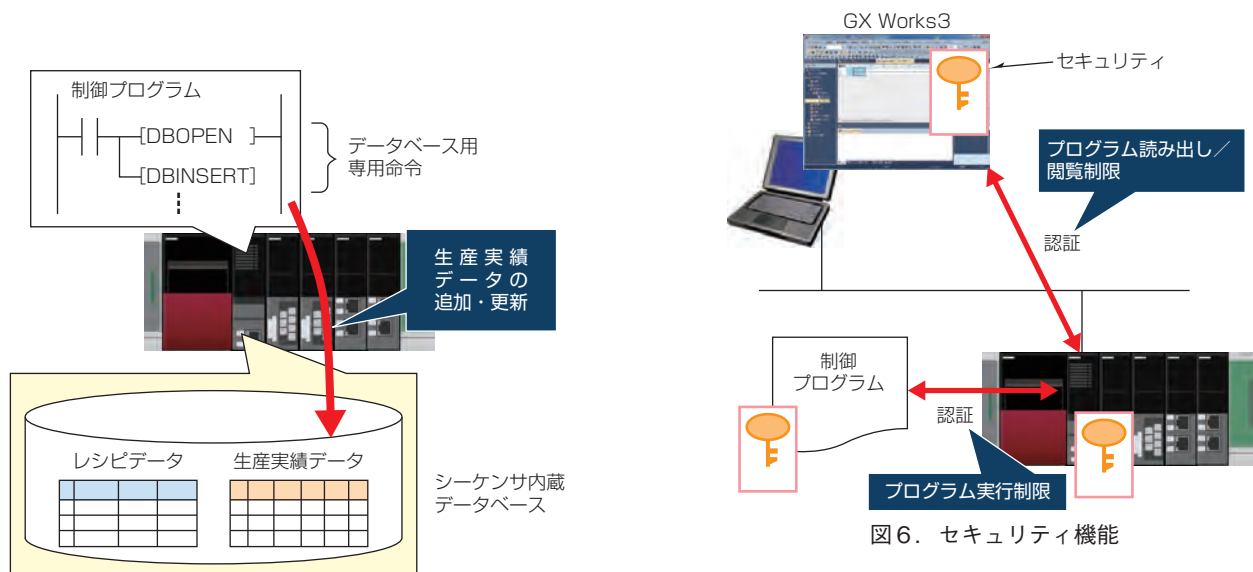 制御プログラム
[DBOPEN ]
[DBINSERT]
データベース用
専用命令
生産実績
データの
追加・更新
レシピデータ
生産実績データ
シーケンサ内蔵
データベース
GX Works3
セキュリティ
プログラム読み出し/
閲覧制限
認証
制御
プログラム
認証
プログラム実行制限
図6. セキュリティ機能